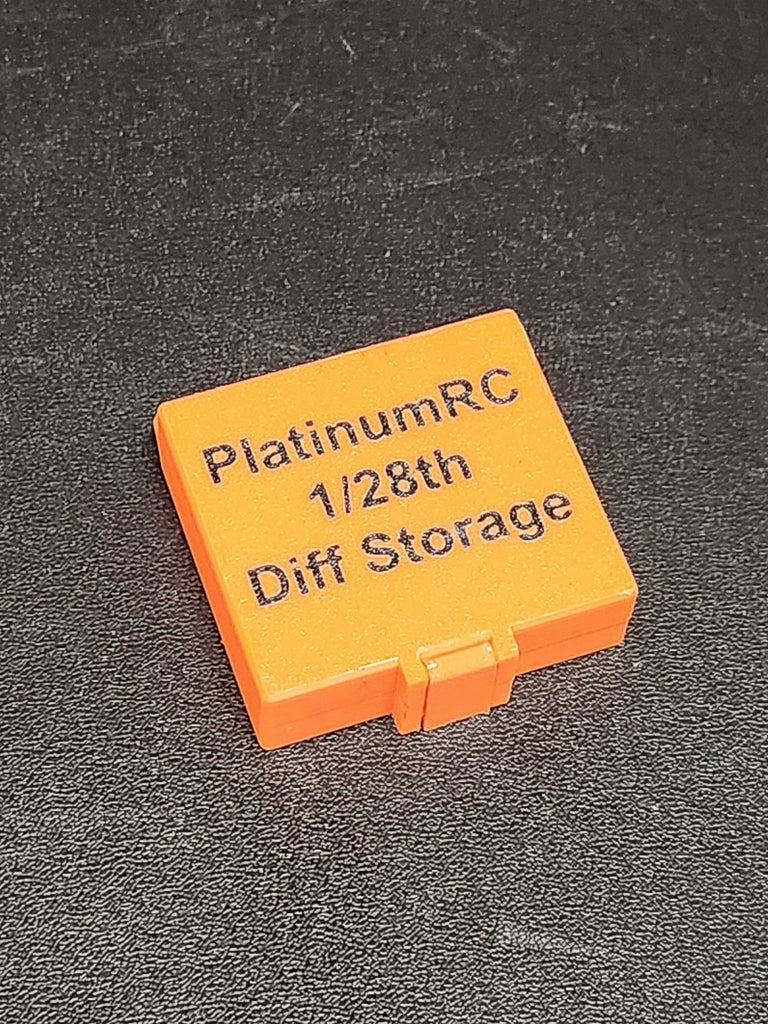 PlatinumRC
1/28th
Diff Storage